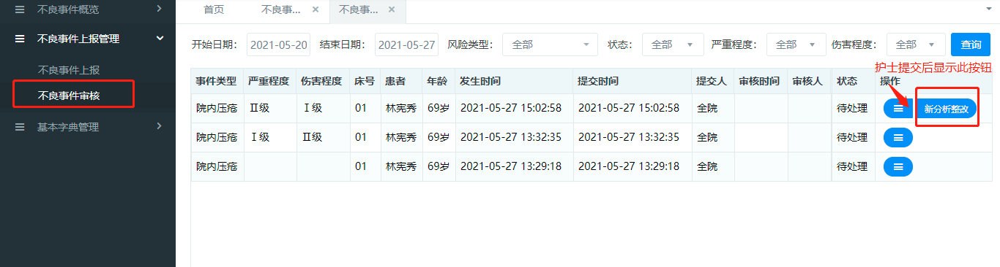 不良事件概览
不良事件上报管理
不良事件上报
不良事件审核
基本字典管理
首页 不良事... × 不良事... ×
开始日期: 2021-05-20 结束日期: 2021-05-27 风险类型: 全部 状态: 全部 严重程度: 全部 伤害程度: 全部 查询
护士提交后显示此按钮
事件类型 严重程度 伤害程度 床号 患者 年龄 发生时间 提交时间 提交人 审核时间 审核人 状态 操作
院内压疮 Ⅱ级 Ⅰ级 01 林宪秀 69岁 2021-05-27 15:02:58 2021-05-27 15:02:58 全院 待处理 新分析整改
院内压疮 Ⅰ级 Ⅱ级 01 林宪秀 69岁 2021-05-27 13:32:35 2021-05-27 13:32:35 全院 待处理
院内压疮 01 林宪秀 69岁 2021-05-27 13:29:18 2021-05-27 13:29:18 全院 待处理